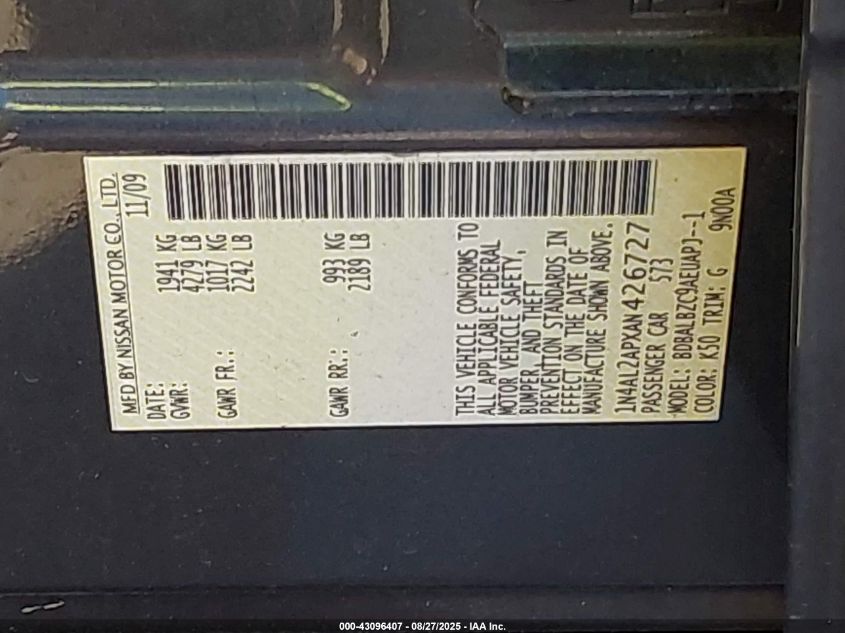 MFD BY NISSAN MOTOR CO., LTD.
DATE: 11/09
GVWR: 1941 KG
4279 LB
GAWR FR.: 1017 KG
2242 LB
GAWR RR.: 993 KG
2189 LB
THIS VEHICLE CONFORMS TO
ALL APPLICABLE FEDERAL
MOTOR VEHICLE SAFETY,
BUMPER, AND THEFT
PREVENTION STANDARDS IN
EFFECT ON THE DATE OF
MANUFACTURE SHOWN ABOVE.
1N4AL2APXAN426727
PASSENGER CAR 573
MODEL: BDBALBZC9AEUAPJ--1
COLOR: K50 TRIM: G 9N00A
000-43096407 - 08/27/2025 - IAA Inc.